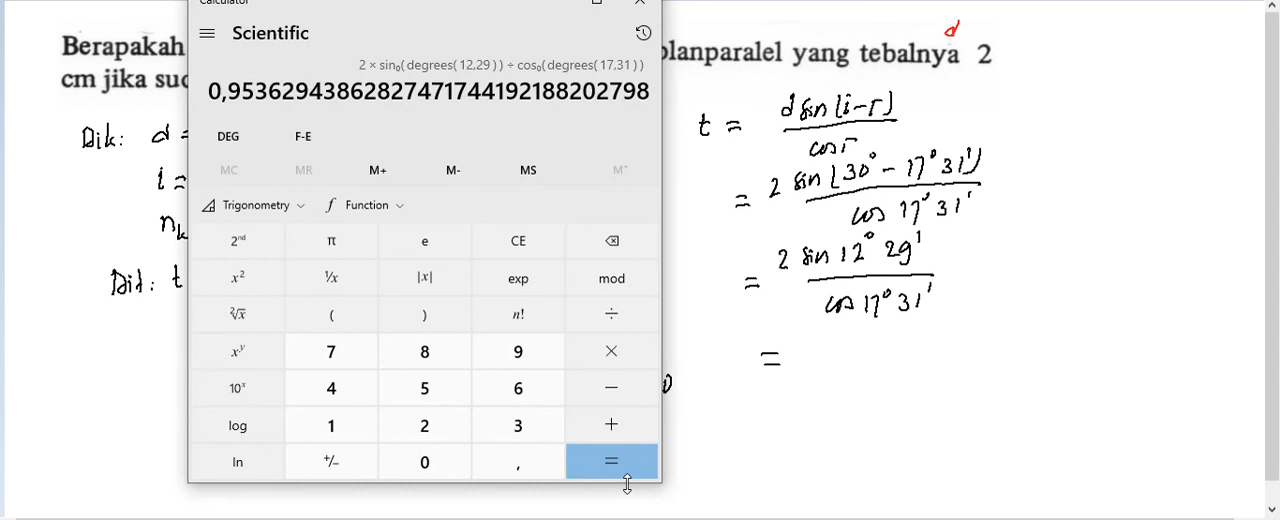 Calculator
Scientific
2 × sin₀(degrees(12,29)) ÷ cos₀(degrees(17,31))
0,9536294386282747174419218820279​8
DEG F-E
MC MR M+ M- MS M˅
Trigonometry f Function
2ⁿᵈ π e CE
x² ¹/x |x| exp mod
²√x ( ) n! ÷
xʸ 7 8 9 ×
10ˣ 4 5 6 −
log 1 2 3 +
ln +/− 0 , =
d
Berapakah
planparalel yang tebalnya 2
cm jika
Dik: d =
i =
n
Dit: t
t = d sin (i-r)
cos r
= 2 sin (30° - 17° 31')
cos 17° 31'
= 2 sin 12° 29'
cos 17° 31'
=